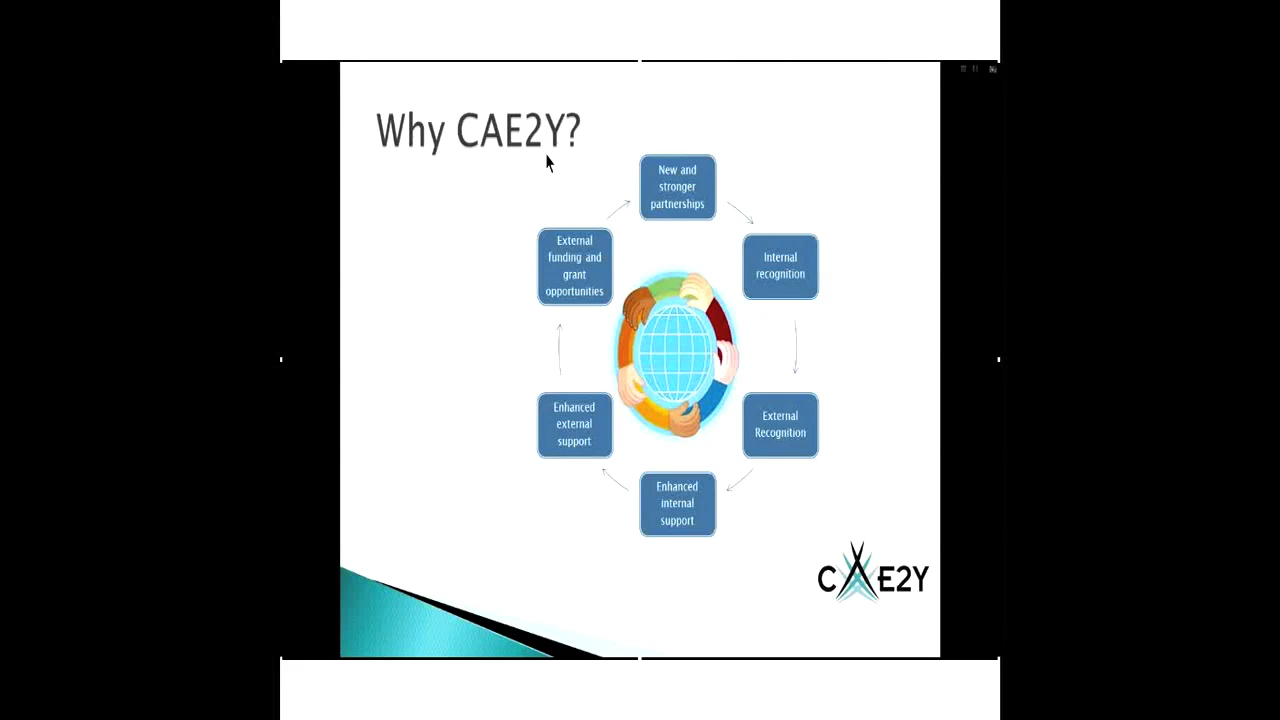 Why CAE2Y?
New and
stronger
partnerships
Internal
recognition
External
Recognition
Enhanced
internal
support
Enhanced
external
support
External
funding and
grant
opportunities
CAE2Y